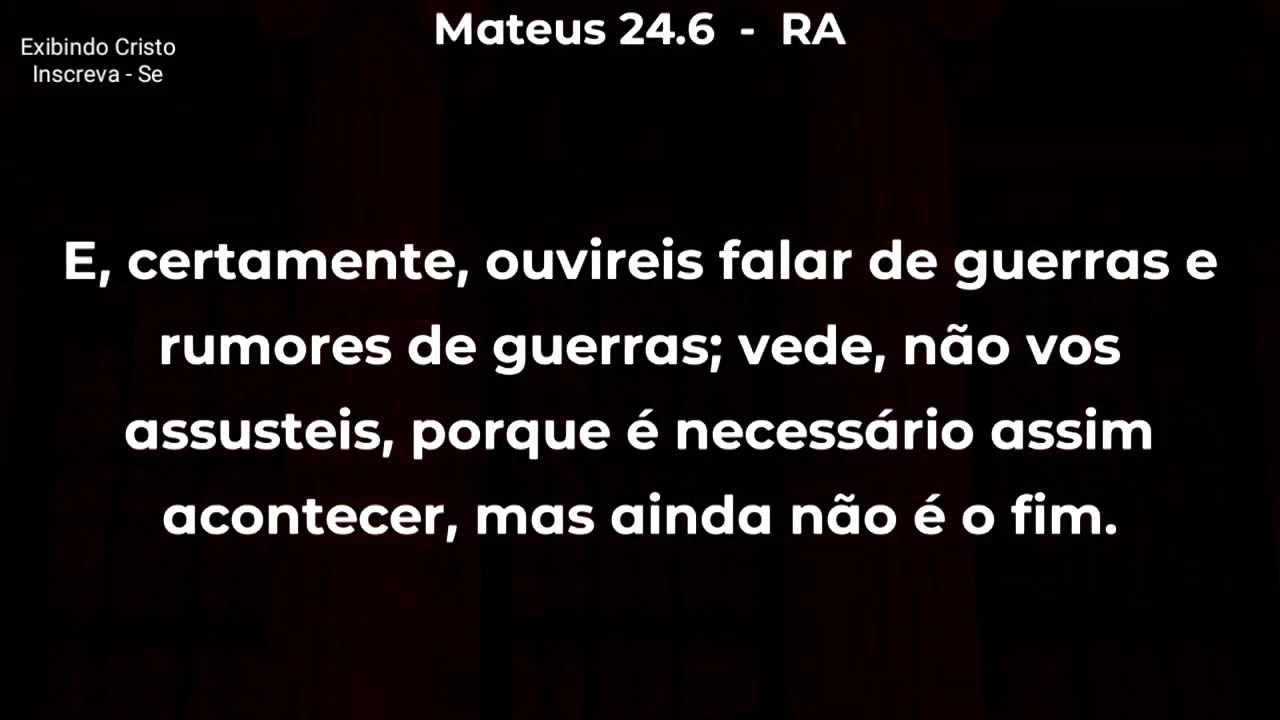 Mateus 24.6 - RA
Exibindo Cristo
Inscreva - Se
E, certamente, ouvireis falar de guerras e
rumores de guerras; vede, não vos
assusteis, porque é necessário assim
acontecer, mas ainda não é o fim.